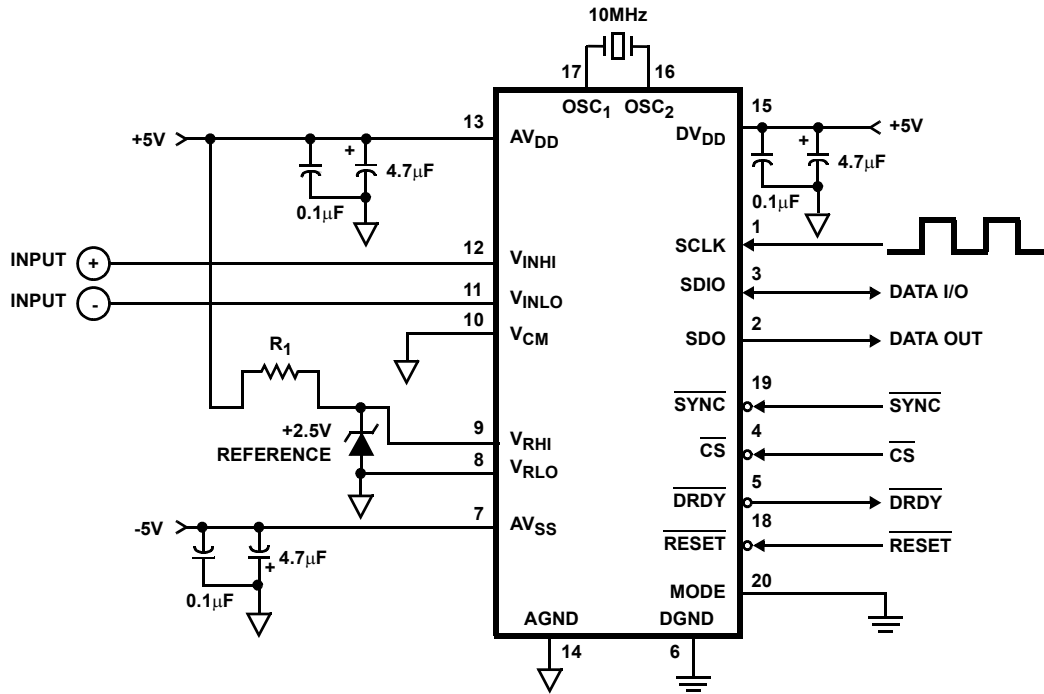 10MHz
17
16
OSC1
OSC2
+5V
13
AVDD
DVDD
15
+5V
+
4.7µF
0.1µF
+
4.7µF
0.1µF
1
SCLK
INPUT
+
12
VINHI
3
SDIO
DATA I/O
INPUT
-
11
VINLO
10
VCM
2
SDO
DATA OUT
R1
19
SYNC
SYNC
+2.5V
REFERENCE
9
VRHI
4
CS
CS
8
VRLO
5
DRDY
DRDY
-5V
7
AVSS
18
RESET
RESET
4.7µF
+
0.1µF
20
MODE
AGND
DGND
14
6